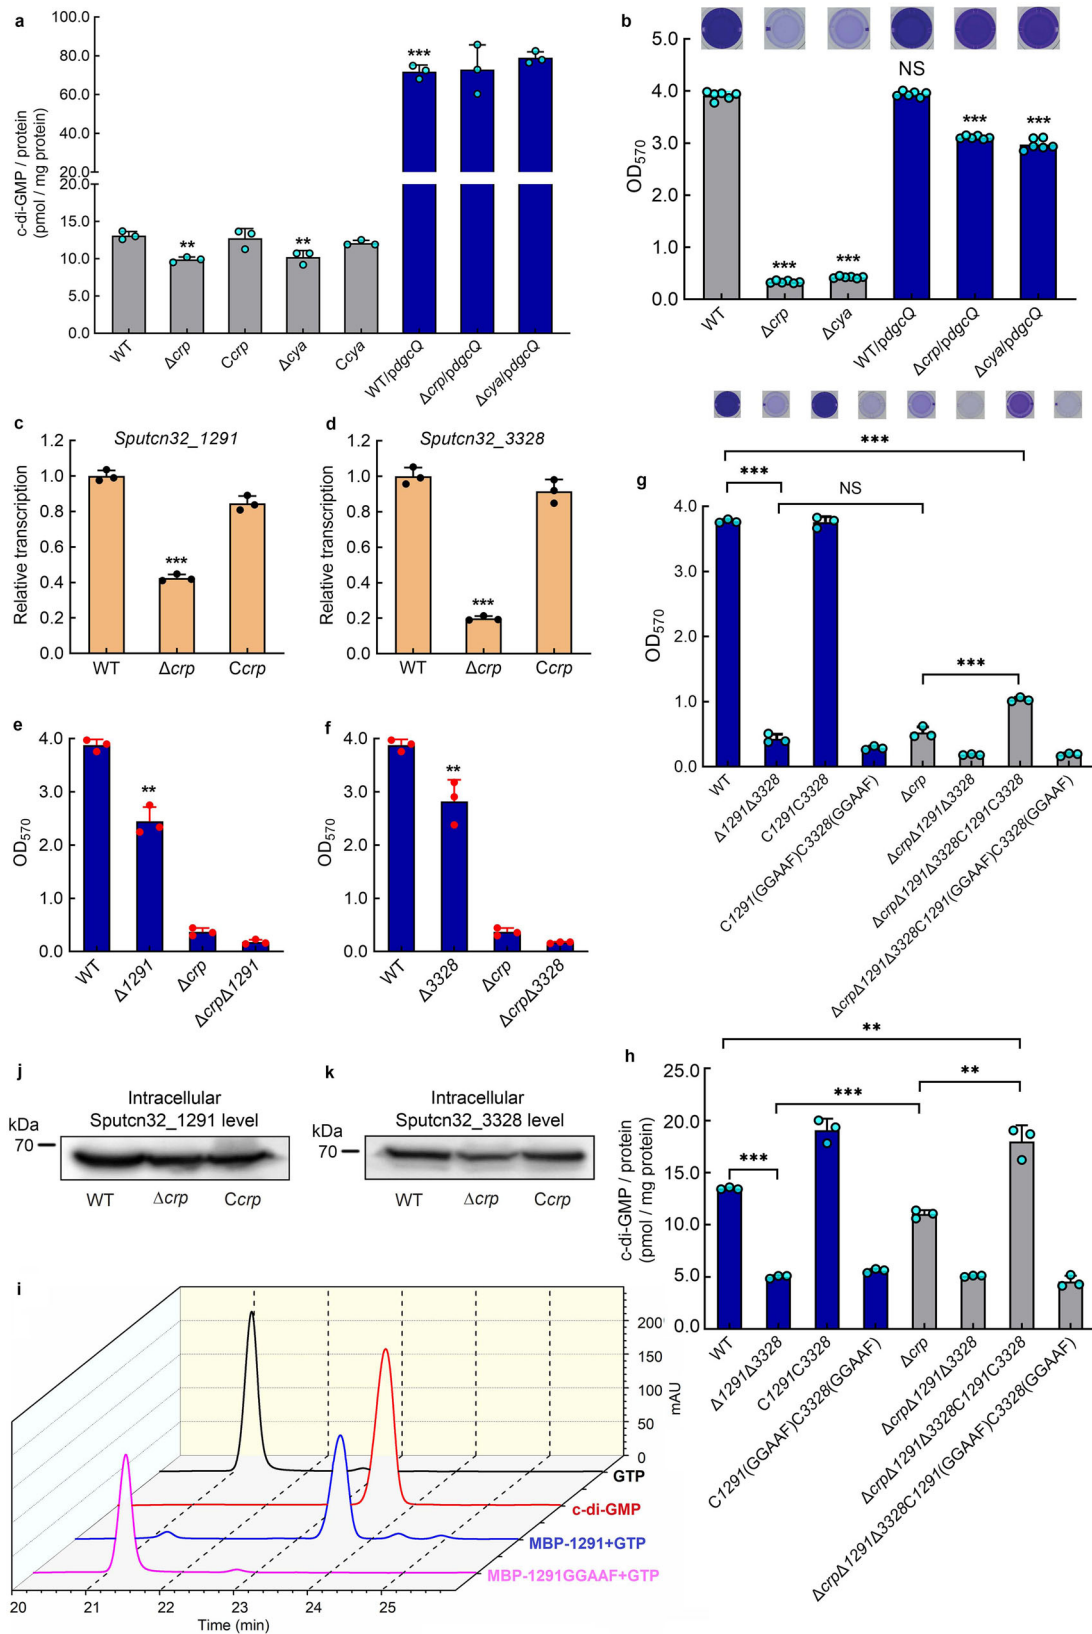 a
100.0
80.0
60.0
40.0
20.0
20.0
15.0
10.0
5.0
0.0
c-di-GMP / protein
(pmol / mg protein)
**
**
***
WT
Δcrp
Ccrp
Δcya
Ccya
WT/pdgcQ
Δcrp/pdgcQ
Δcya/pdgcQ
b
5.0
4.0
3.0
2.0
1.0
0.0
OD570
***
***
NS
***
***
WT
Δcrp
Δcya
WT/pdgcQ
Δcrp/pdgcQ
Δcya/pdgcQ
c
Sputcn32_1291
1.2
1.0
0.8
0.6
0.4
0.2
0.0
Relative transcription
***
WT
Δcrp
Ccrp
d
Sputcn32_3328
1.2
1.0
0.8
0.6
0.4
0.2
0.0
Relative transcription
***
WT
Δcrp
Ccrp
e
4.0
3.0
2.0
1.0
0.0
OD570
**
WT
Δ1291
Δcrp
ΔcrpΔ1291
f
4.0
3.0
2.0
1.0
0.0
OD570
**
WT
Δ3328
Δcrp
ΔcrpΔ3328
g
4.0
3.0
2.0
1.0
0.0
OD570
***
***
NS
***
WT
Δ1291Δ3328
C1291C3328
C1291(GGAAF)C3328(GGAAF)
Δcrp
ΔcrpΔ1291Δ3328
ΔcrpΔ1291Δ3328C1291C3328
ΔcrpΔ1291Δ3328C1291(GGAAF)C3328(GGAAF)
j
Intracellular
Sputcn32_1291 level
kDa
70
WT
Δcrp
Ccrp
k
Intracellular
Sputcn32_3328 level
kDa
70
WT
Δcrp
Ccrp
h
25.0
20.0
15.0
10.0
5.0
0.0
c-di-GMP / protein
(pmol / mg protein)
**
***
**
***
WT
Δ1291Δ3328
C1291C3328
C1291(GGAAF)C3328(GGAAF)
Δcrp
ΔcrpΔ1291Δ3328
ΔcrpΔ1291Δ3328C1291C3328
ΔcrpΔ1291Δ3328C1291(GGAAF)C3328(GGAAF)
i
200
150
100
50
0
mAU
GTP
c-di-GMP
MBP-1291+GTP
MBP-1291GGAAF+GTP
20
21
22
23
24
25
Time (min)